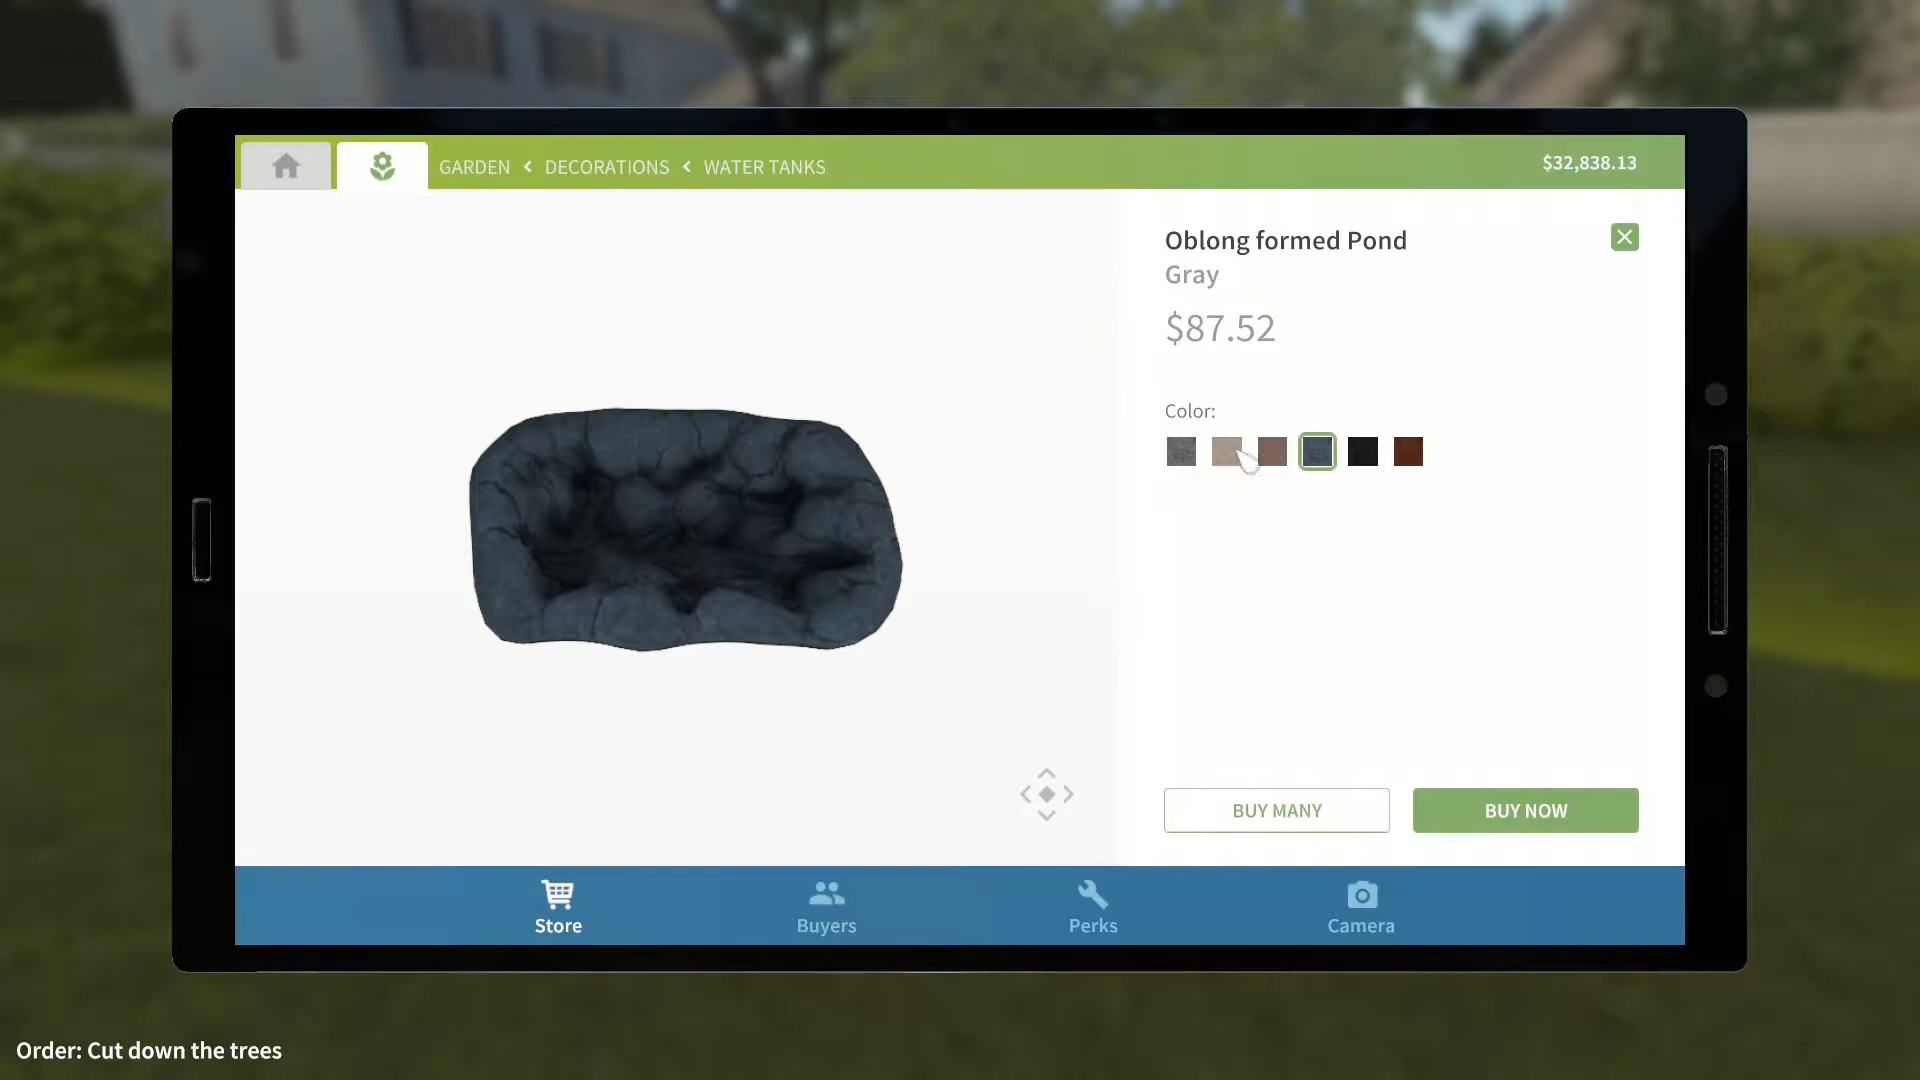 GARDEN < DECORATIONS < WATER TANKS
$32,838.13
Oblong formed Pond
Gray
$87.52
Color:
BUY MANY
BUY NOW
Store
Buyers
Perks
Camera
Order: Cut down the trees